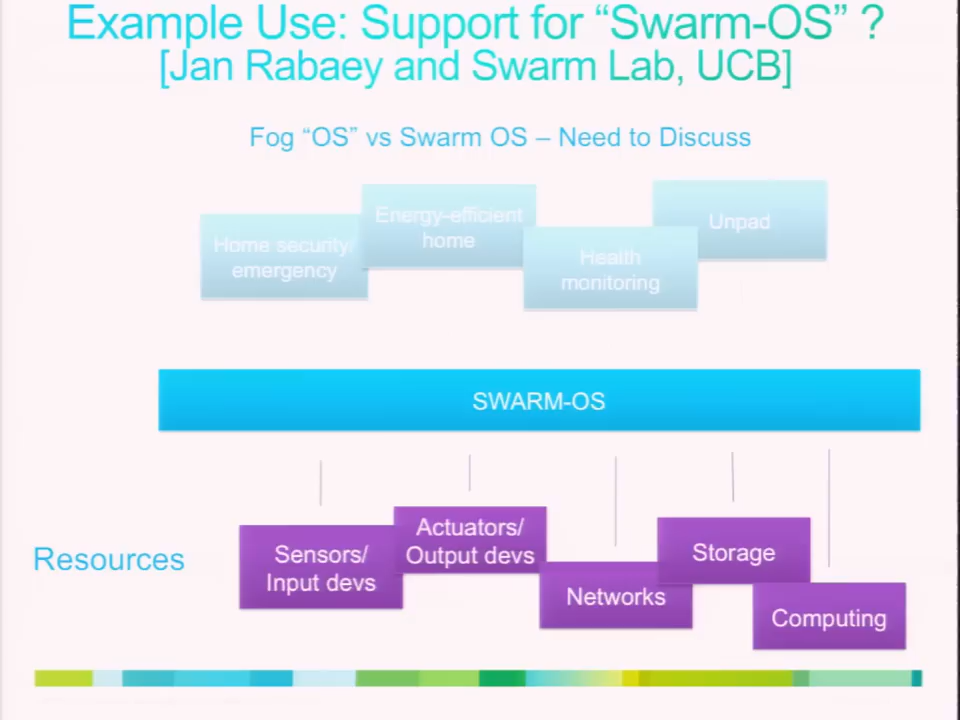 Example Use: Support for “Swarm-OS” ?
[Jan Rabaey and Swarm Lab, UCB]
Fog “OS” vs Swarm OS – Need to Discuss
Home security/
emergency
Energy-efficient
home
Health
monitoring
Unpad
SWARM-OS
Resources
Sensors/
Input devs
Actuators/
Output devs
Networks
Storage
Computing